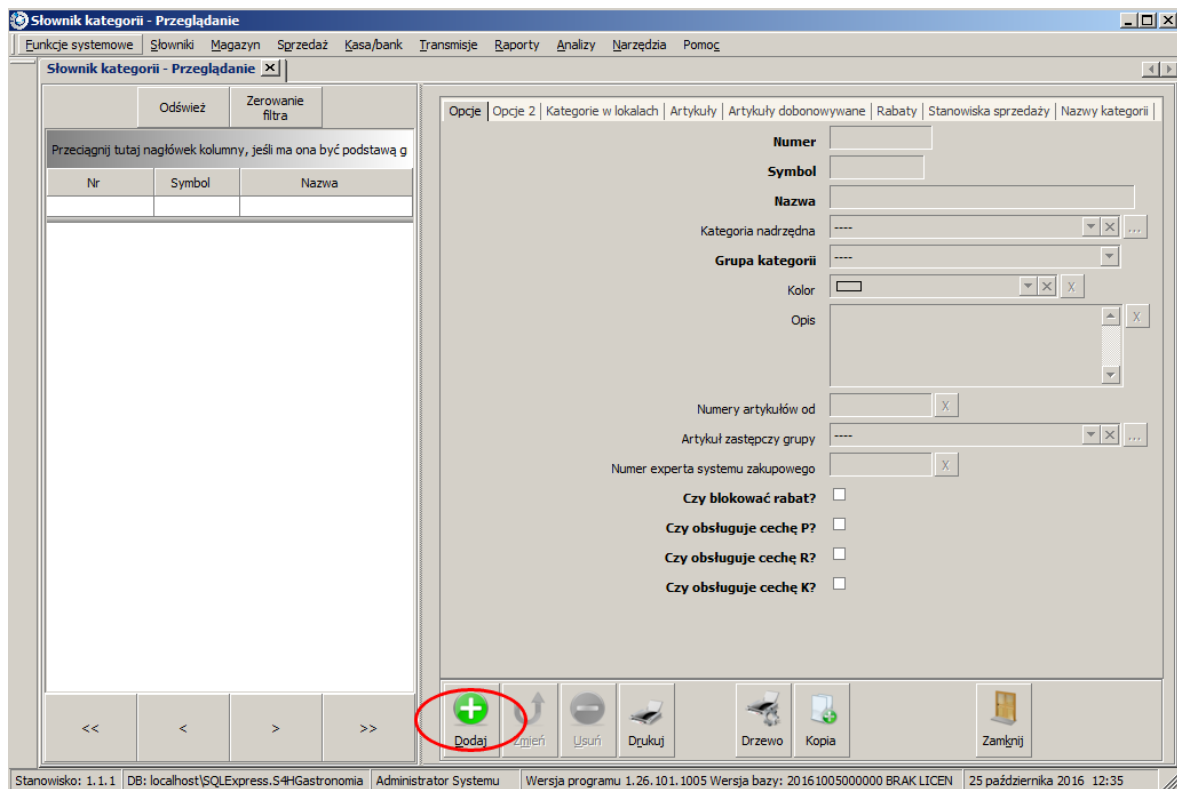 Słownik kategorii - Przeglądanie
Funkcje systemowe Słowniki Magazyn Sprzedaż Kasa/bank Transmisje Raporty Analizy Narzędzia Pomoc
Słownik kategorii - Przeglądanie
Odśwież
Zerowanie
filtra
Przeciągnij tutaj nagłówek kolumny, jeśli ma ona być podstawą g
Nr Symbol Nazwa
<< < > >>
Opcje Opcje 2 Kategorie w lokalach Artykuły Artykuły dobonowywane Rabaty Stanowiska sprzedaży Nazwy kategorii
Numer
Symbol
Nazwa
Kategoria nadrzędna ---- ...
Grupa kategorii ----
Kolor X
Opis X
Numery artykułów od X
Artykuł zastępczy grupy ---- ...
Numer experta systemu zakupowego X
Czy blokować rabat?
Czy obsługuje cechę P?
Czy obsługuje cechę R?
Czy obsługuje cechę K?
Dodaj Zmień Usuń Drukuj Drzewo Kopia Zamknij
Stanowisko: 1.1.1 DB: localhost\SQLExpress.S4HGastronomia Administrator Systemu Wersja programu 1.26.101.1005 Wersja bazy: 20161005000000 BRAK LICEN 25 października 2016 12:35